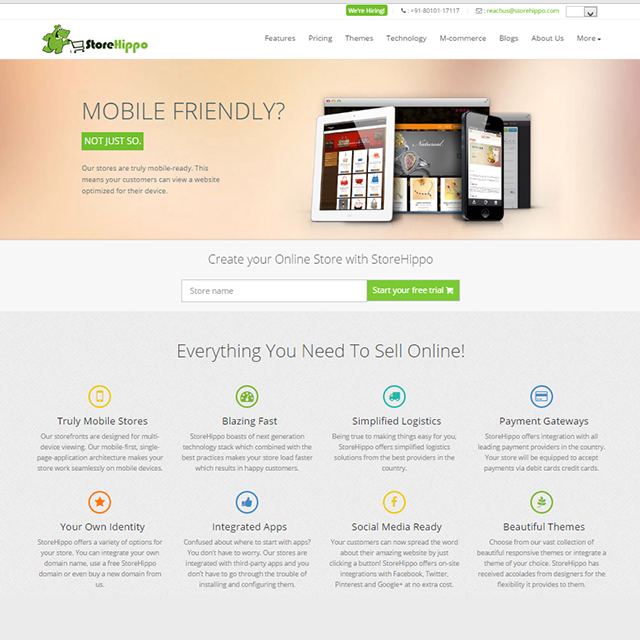 We're Hiring!
+91-80101-17117
: reachus@storehippo.com
StoreHippo
Features
Pricing
Themes
Technology
M-commerce
Blogs
About Us
More
MOBILE FRIENDLY?
NOT JUST SO.
Our stores are truly mobile-ready. This
means your customers can view a website
optimized for their device.
Natural
Create your Online Store with StoreHippo
Store name
Start your free trial
Everything You Need To Sell Online!
Truly Mobile Stores
Our storefronts are designed for multi-
device viewing. Our mobile-first, single-
page-application architecture makes your
store work seamlessly on mobile devices.
Blazing Fast
StoreHippo boasts of next generation
technology stack which combined with the
best practices makes your store load faster
which results in happy customers.
Simplified Logistics
Being true to making things easy for you,
StoreHippo offers simplified logistics
solutions from the best providers in the
country.
Payment Gateways
StoreHippo offers integration with all
leading payment providers in the country.
Your store will be equipped to accept
payments via debit cards credit cards.
Your Own Identity
StoreHippo offers a variety of options for
your store. You can integrate your own
domain name, use a free StoreHippo
domain or even buy a new domain from
us.
Integrated Apps
Confused about where to start with apps?
You don't have to worry. Our stores are
integrated with third-party apps and you
don't have to go through the trouble of
installing and configuring them.
Social Media Ready
Your customers can now spread the word
about their amazing website by just
clicking a button! StoreHippo offers on-site
integrations with Facebook, Twitter,
Pinterest and Google+ at no extra cost.
Beautiful Themes
Choose from our vast collection of
beautiful responsive themes or integrate a
theme of your choice. StoreHippo has
received accolades from designers for the
flexibility it provides to them.